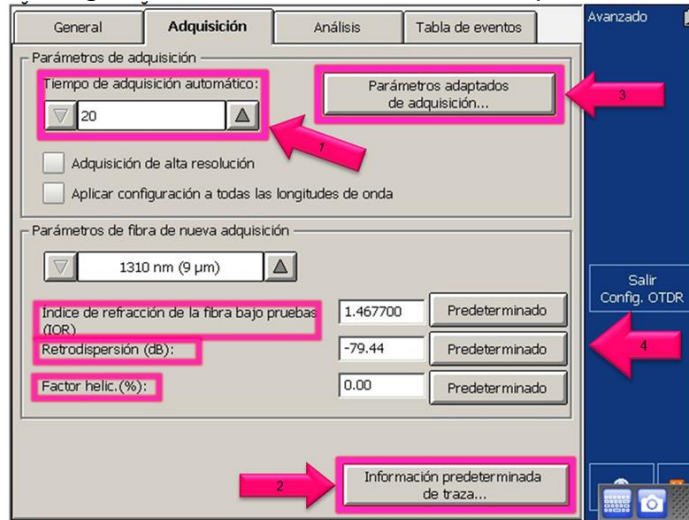 General
Adquisición
Análisis
Tabla de eventos
Avanzado
Parámetros de adquisición
Tiempo de adquisición automático:
20
Parámetros adaptados
de adquisición...
3
1
Adquisición de alta resolución
Aplicar configuración a todas las longitudes de onda
Parámetros de fibra de nueva adquisición
1310 nm (9 µm)
Salir
Config. OTDR
Índice de refracción de la fibra bajo pruebas
(IOR)
1.467700
Predeterminado
Retrodispersión (dB):
-79.44
Predeterminado
4
Factor helic.(%):
0.00
Predeterminado
2
Información predeterminada
de traza...